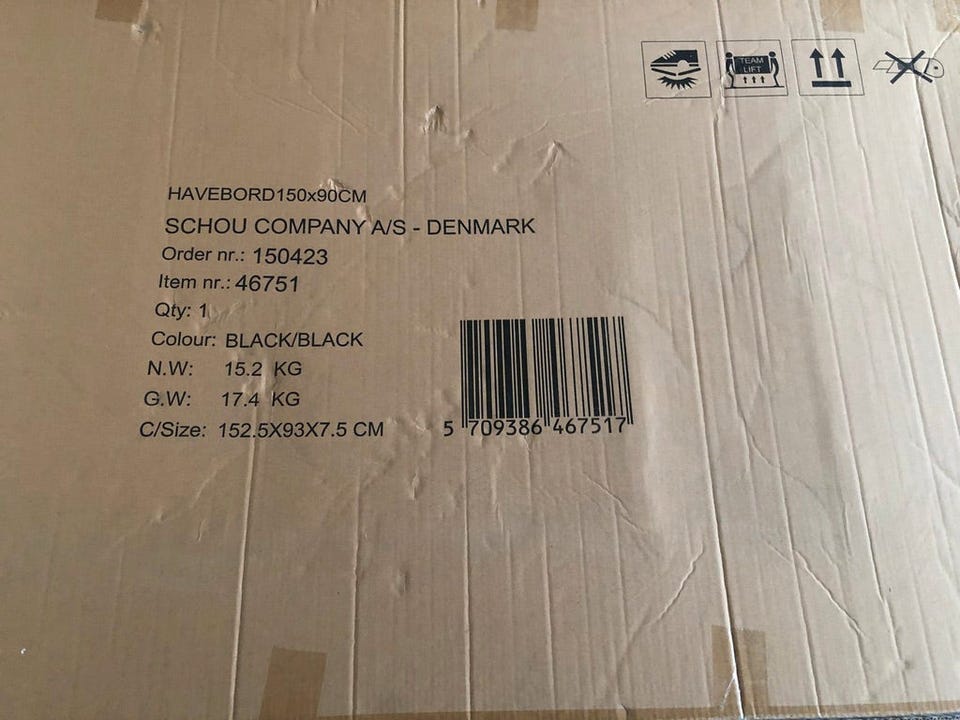 TEAM
LIFT
HAVEBORD150x90CM
SCHOU COMPANY A/S - DENMARK
Order nr.: 150423
Item nr.: 46751
Qty: 1
Colour: BLACK/BLACK
N.W: 15.2 KG
G.W: 17.4 KG
C/Size: 152.5X93X7.5 CM
5 709386 467517